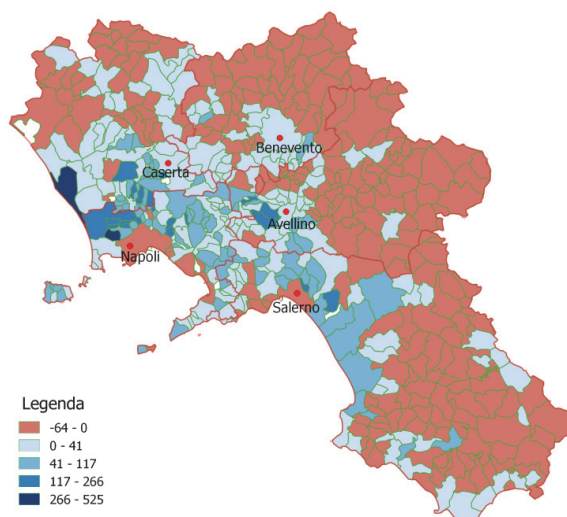 Benevento
Caserta
Avellino
Napoli
Salerno
Legenda
-64 - 0
0 - 41
41 - 117
117 - 266
266 - 525